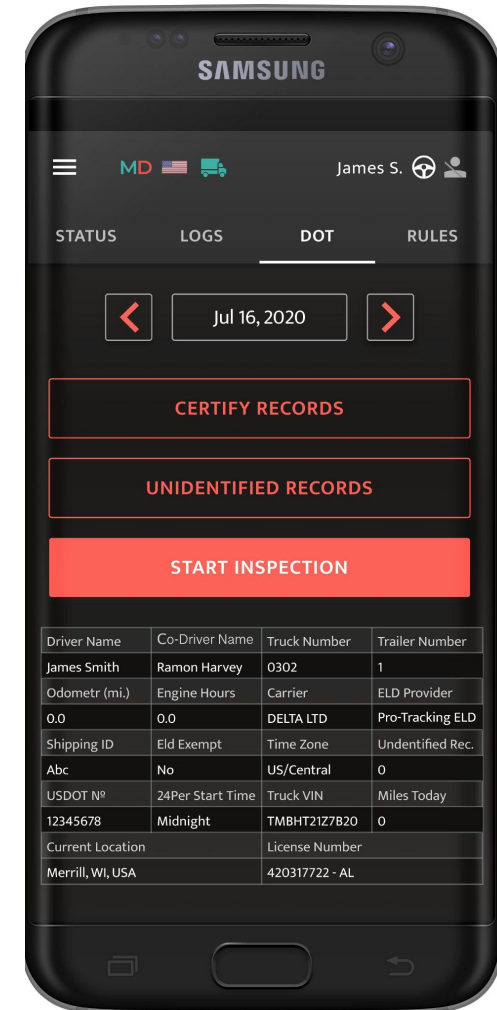 SAMSUNG
MD James S.
STATUS LOGS DOT RULES
Jul 16, 2020
CERTIFY RECORDS
UNIDENTIFIED RECORDS
START INSPECTION
Driver Name Co-Driver Name Truck Number Trailer Number
James Smith Ramon Harvey 0302 1
Odometr (mi.) Engine Hours Carrier ELD Provider
0.0 0.0 DELTA LTD Pro-Tracking ELD
Shipping ID Eld Exempt Time Zone Undentified Rec.
Abc No US/Central 0
USDOT Nº 24Per Start Time Truck VIN Miles Today
12345678 Midnight TMBHT21Z7B20 0
Current Location License Number
Merrill, WI, USA 420317722 - AL